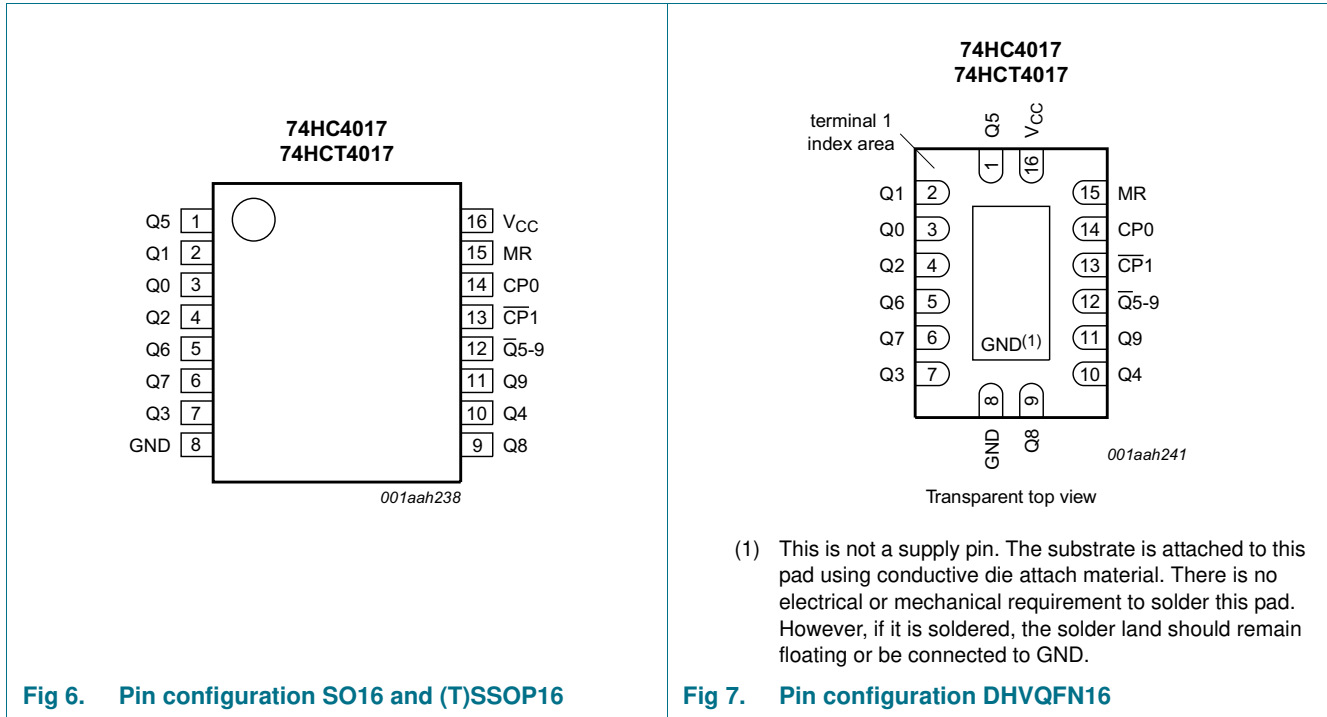 74HC4017
74HCT4017
Q5 1
Q1 2
Q0 3
Q2 4
Q6 5
Q7 6
Q3 7
GND 8
16 VCC
15 MR
14 CP0
13 C̅P̅1
12 Q̅5-9
11 Q9
10 Q4
9 Q8
001aah238
Fig 6. Pin configuration SO16 and (T)SSOP16
74HC4017
74HCT4017
terminal 1
index area
Q5
VCC
1
16
Q1 2
Q0 3
Q2 4
Q6 5
Q7 6
Q3 7
15 MR
14 CP0
13 C̅P̅1
12 Q̅5-9
11 Q9
10 Q4
GND(1)
8
9
GND
Q8
001aah241
Transparent top view
(1) This is not a supply pin. The substrate is attached to this
pad using conductive die attach material. There is no
electrical or mechanical requirement to solder this pad.
However, if it is soldered, the solder land should remain
floating or be connected to GND.
Fig 7. Pin configuration DHVQFN16